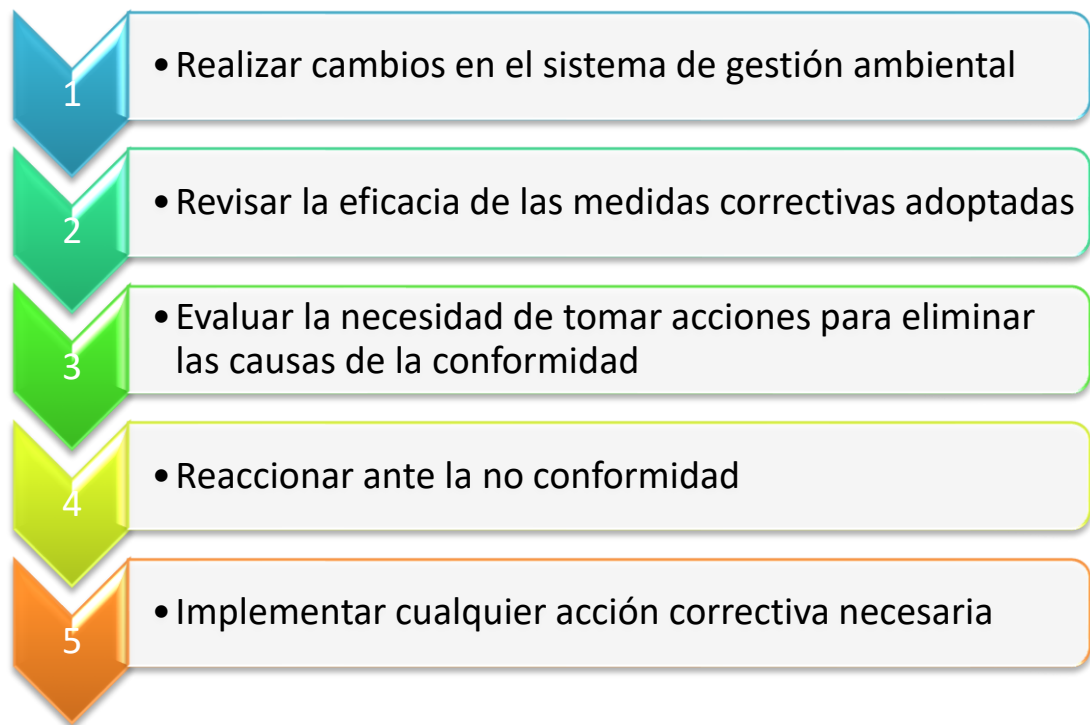 1
• Realizar cambios en el sistema de gestión ambiental
2
• Revisar la eficacia de las medidas correctivas adoptadas
3
• Evaluar la necesidad de tomar acciones para eliminar
las causas de la conformidad
4
• Reaccionar ante la no conformidad
5
• Implementar cualquier acción correctiva necesaria